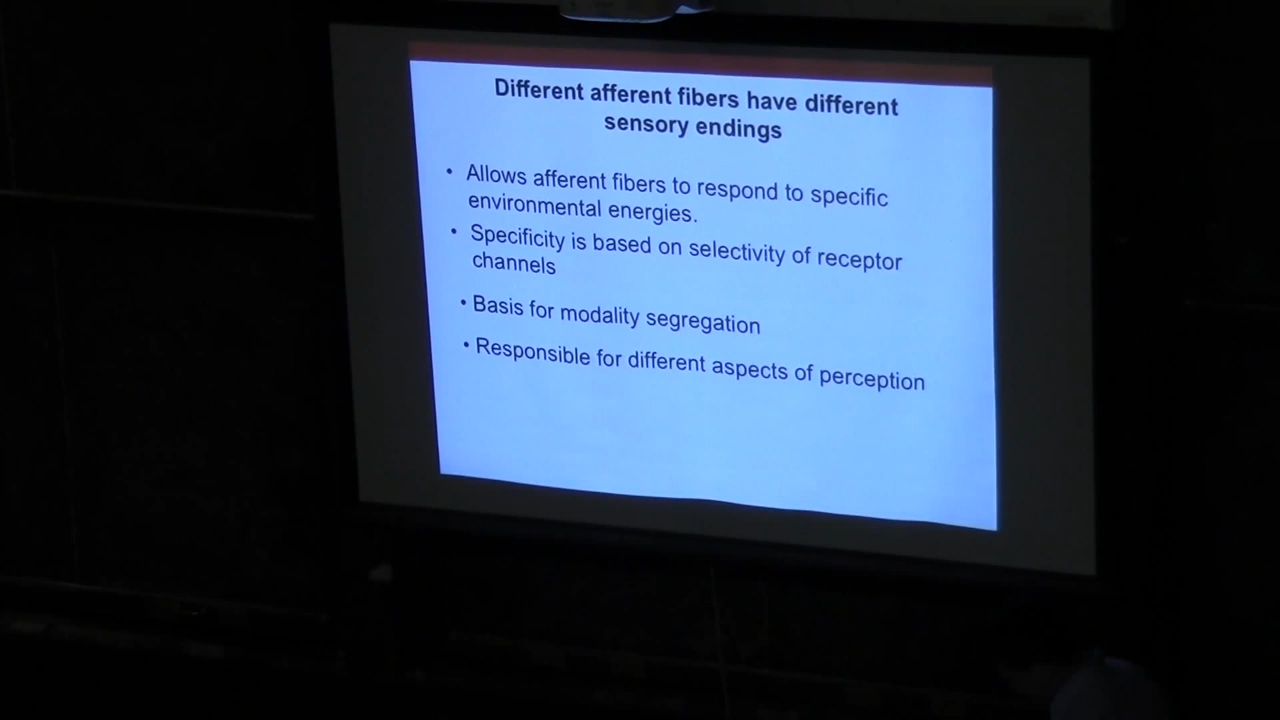 Different afferent fibers have different
sensory endings
• Allows afferent fibers to respond to specific
environmental energies.
• Specificity is based on selectivity of receptor
channels
• Basis for modality segregation
• Responsible for different aspects of perception